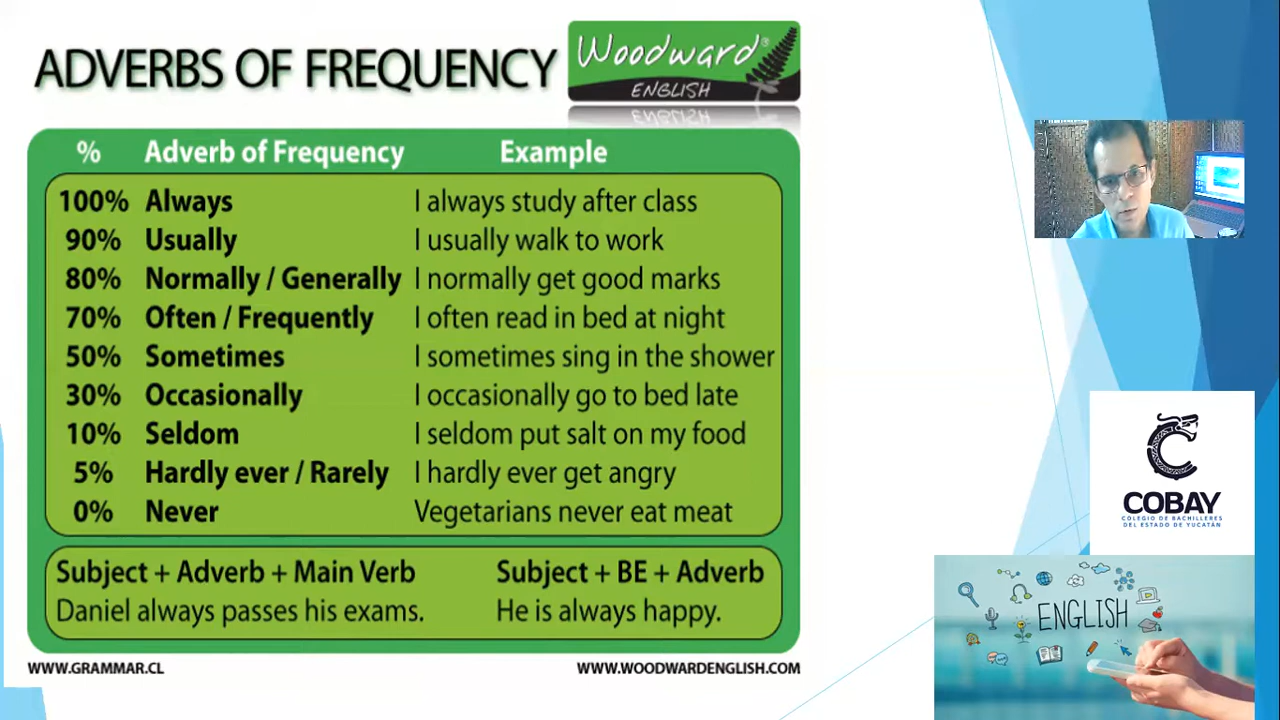 ADVERBS OF FREQUENCY
Woodward®
ENGLISH
% Adverb of Frequency Example
100% Always I always study after class
90% Usually I usually walk to work
80% Normally / Generally I normally get good marks
70% Often / Frequently I often read in bed at night
50% Sometimes I sometimes sing in the shower
30% Occasionally I occasionally go to bed late
10% Seldom I seldom put salt on my food
5% Hardly ever / Rarely I hardly ever get angry
0% Never Vegetarians never eat meat
Subject + Adverb + Main Verb Subject + BE + Adverb
Daniel always passes his exams. He is always happy.
WWW.GRAMMAR.CL WWW.WOODWARDENGLISH.COM
COBAY
COLEGIO DE BACHILLERES
DEL ESTADO DE YUCATÁN
ENGLISH